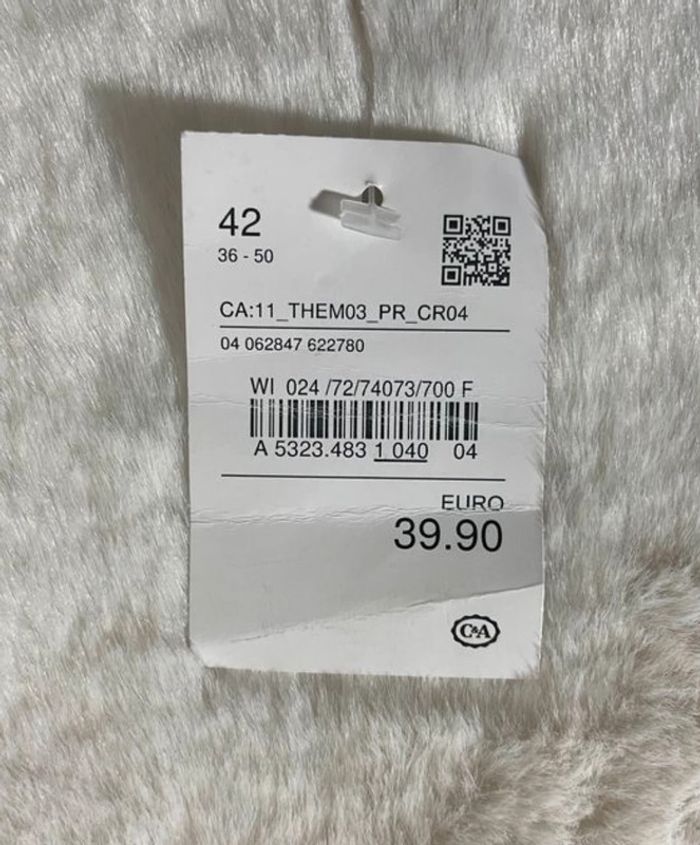 42
36 - 50
CA:11_THEM03_PR_CR04
04 062847 622780
WI 024 /72/74073/700 F
A 5323.483 1 040 04
EURO
39.90
C&A